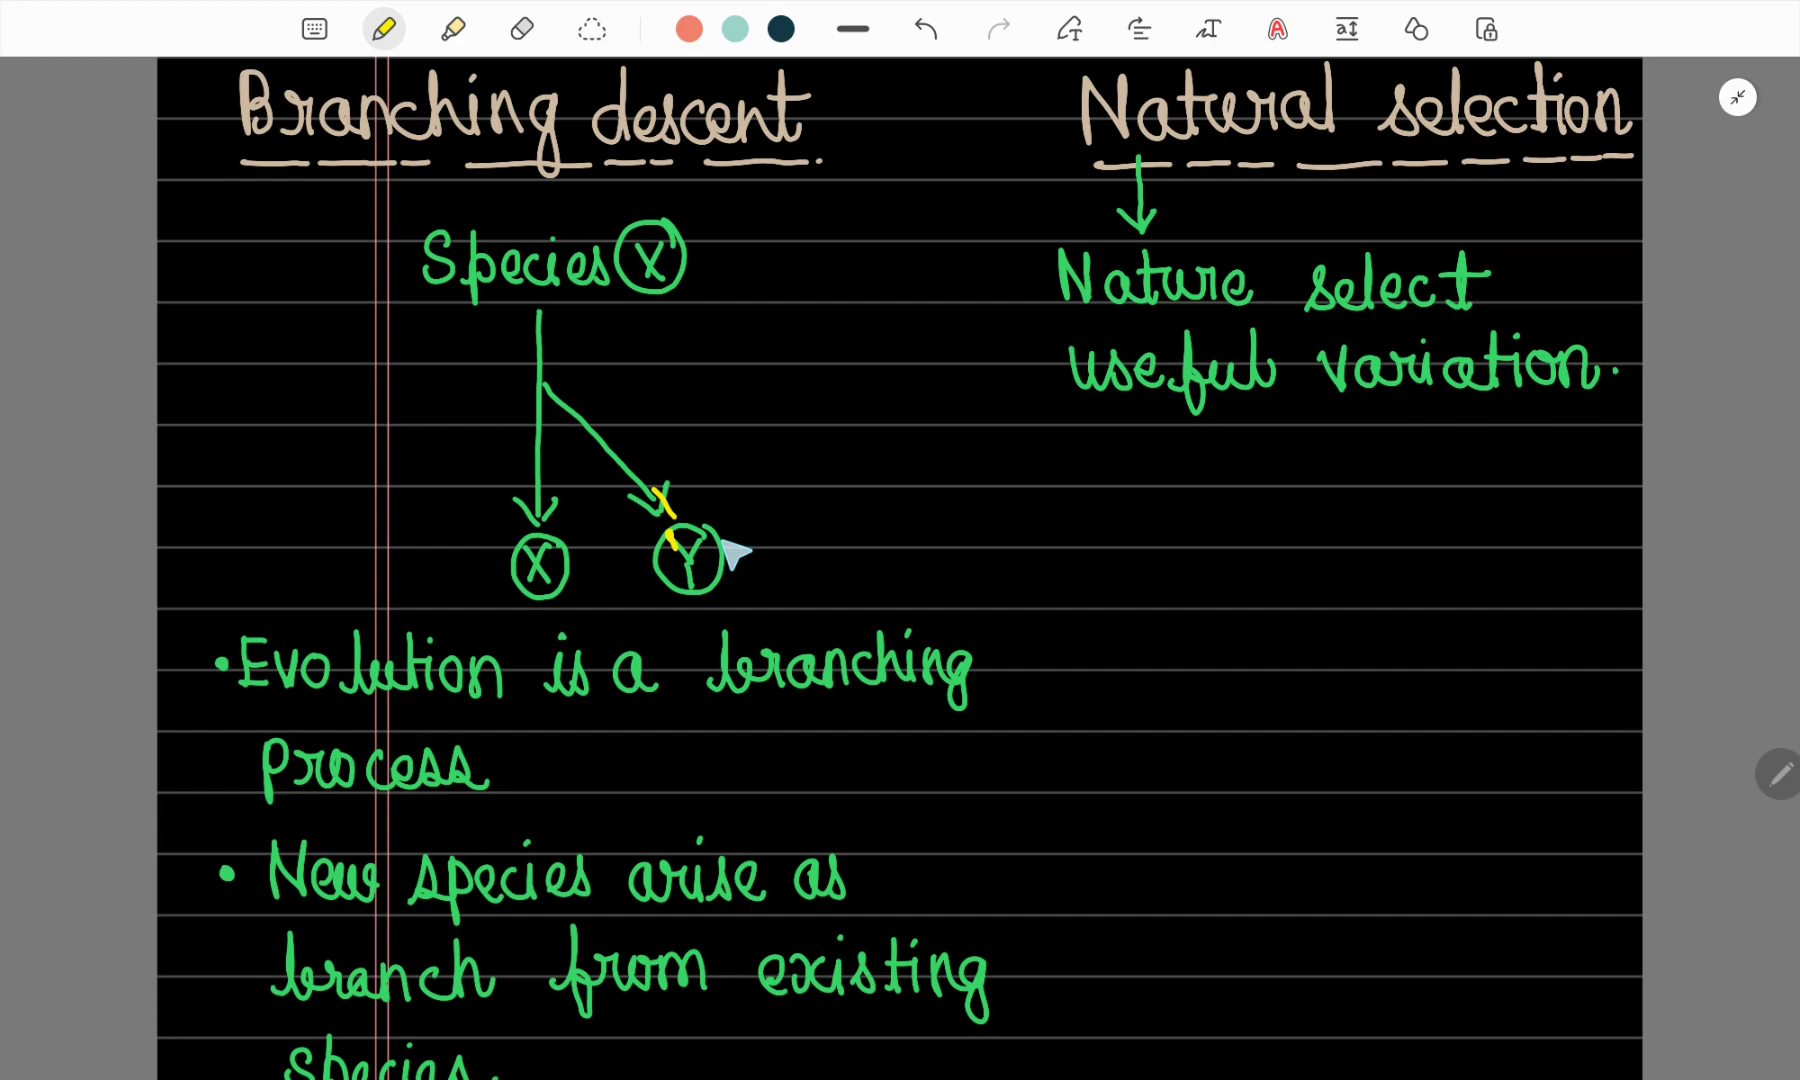 Branching descent
Natural selection
Species X
X Y
Nature select
useful variation.
• Evolution is a branching
process
• New species arise as
branch from existing
species.